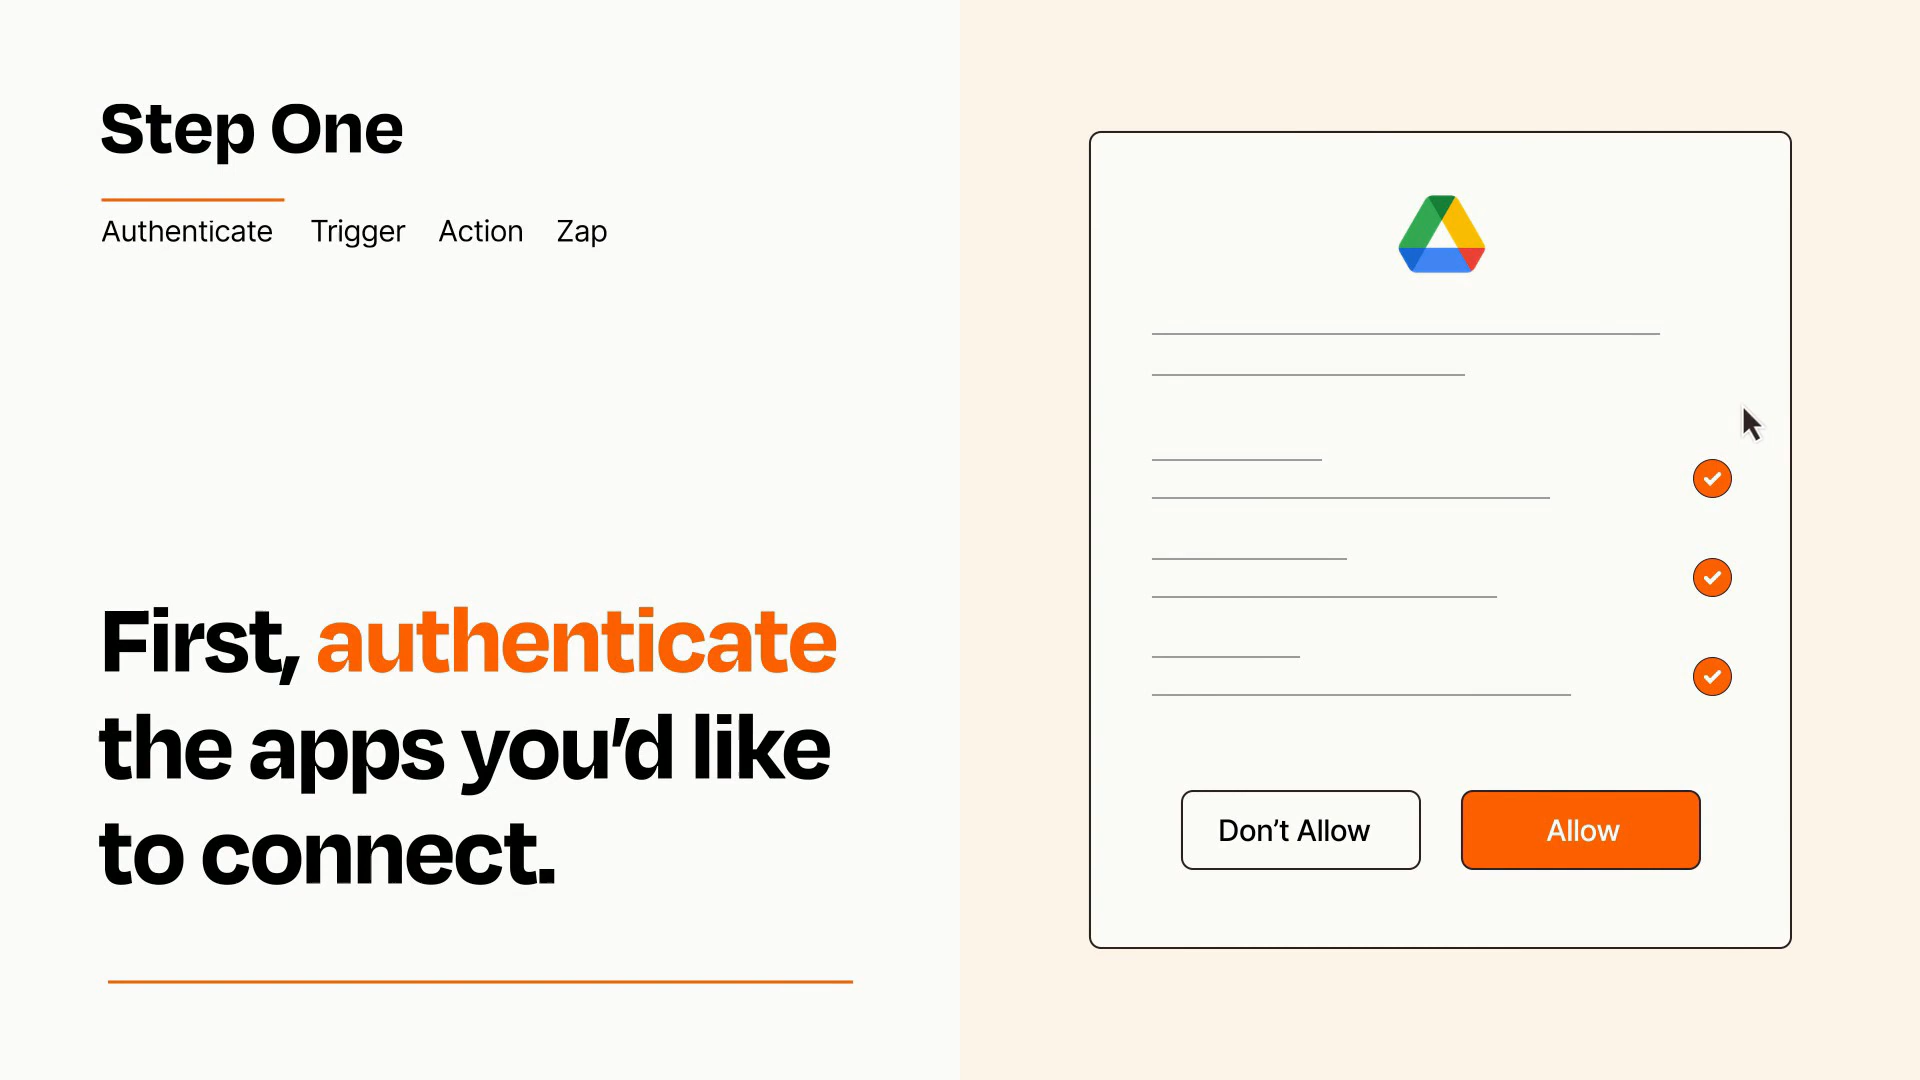 Step One
Authenticate Trigger Action Zap
First, authenticate
the apps you’d like
to connect.
Don’t Allow
Allow